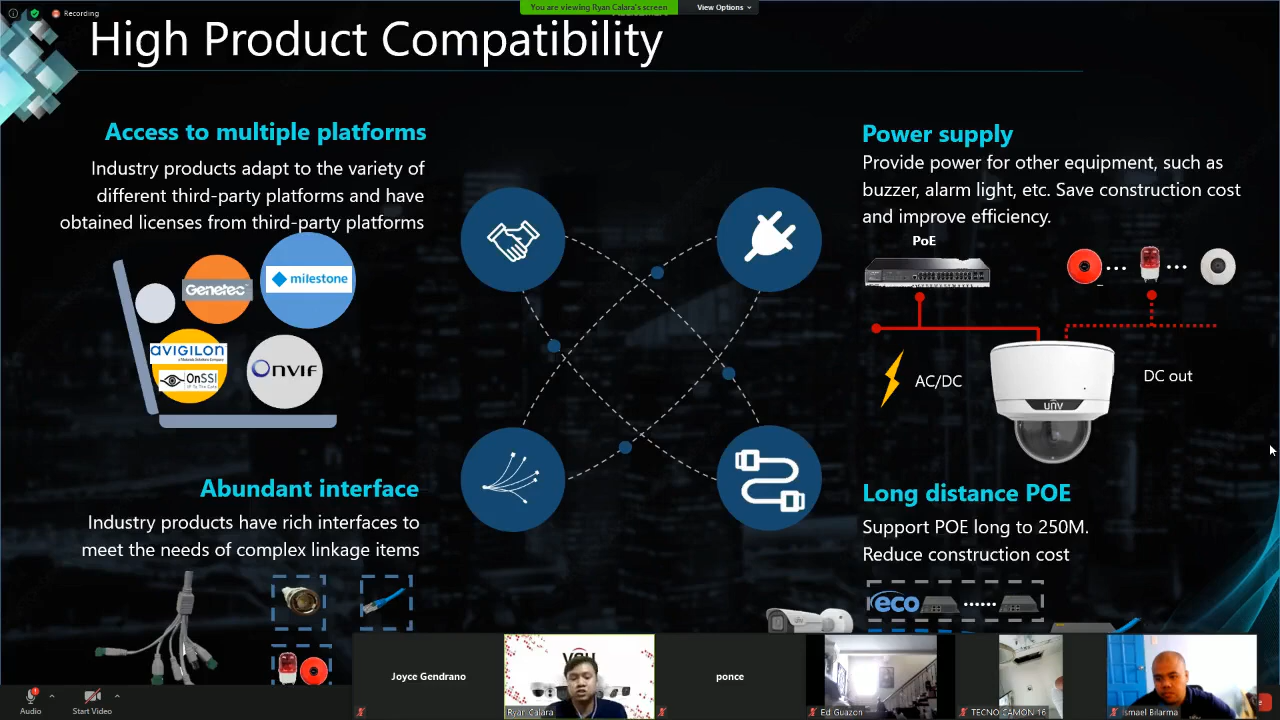 Recording
You are viewing Ryan Calara's screen
View Options
High Product Compatibility
Access to multiple platforms
Industry products adapt to the variety of
different third-party platforms and have
obtained licenses from third-party platforms
Genetec
milestone
avigilon
OnSSI
ONVIF
Power supply
Provide power for other equipment, such as
buzzer, alarm light, etc. Save construction cost
and improve efficiency.
PoE
AC/DC
DC out
unv
Abundant interface
Industry products have rich interfaces to
meet the needs of complex linkage items
Long distance POE
Support POE long to 250M.
Reduce construction cost
eco
Joyce Gendrano
Ryan Calara
ponce
Ed Guazon
TECNO CAMON 16
Ismael Bilarma
Audio
Start Video